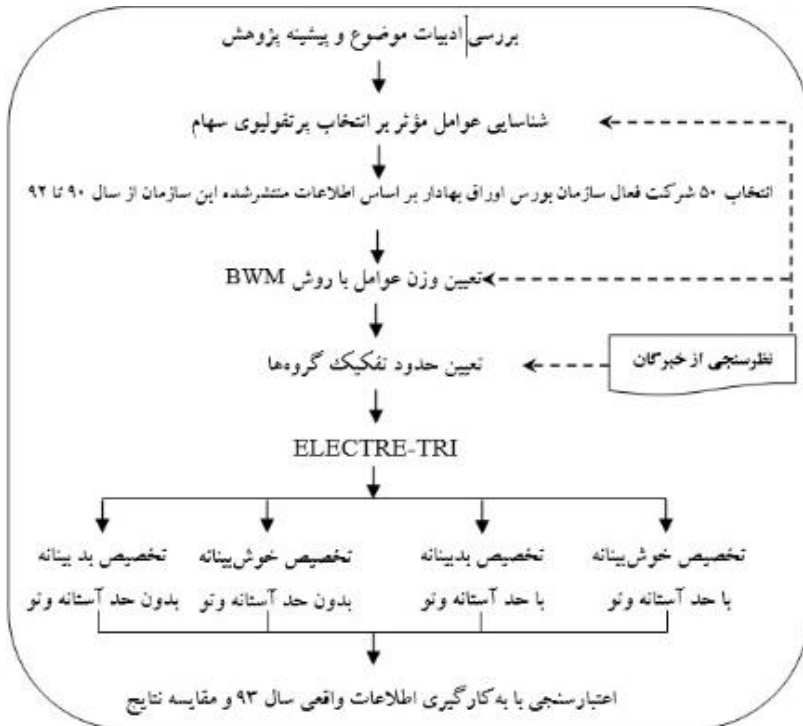 بررسی ادبیات موضوع و پیشینه پژوهش
شناسایی عوامل مؤثر بر انتخاب پرتفولیوی سهام
انتخاب ۵۰ شرکت فعال سازمان بورس اوراق بهادار بر اساس اطلاعات منتشرشده این سازمان از سال ۹۰ تا ۹۲
تعیین وزن عوامل با روش BWM
نظرسنجی از خبرگان
تعیین حدود تفکیک گروه‌ها
ELECTRE-TRI
تخصیص خوش‌بینانه
با حد آستانه وتو
تخصیص بدبینانه
با حد آستانه وتو
تخصیص خوش‌بینانه
بدون حد آستانه وتو
تخصیص بد بینانه
بدون حد آستانه وتو
اعتبارسنجی با به‌کارگیری اطلاعات واقعی سال ۹۳ و مقایسه نتایج